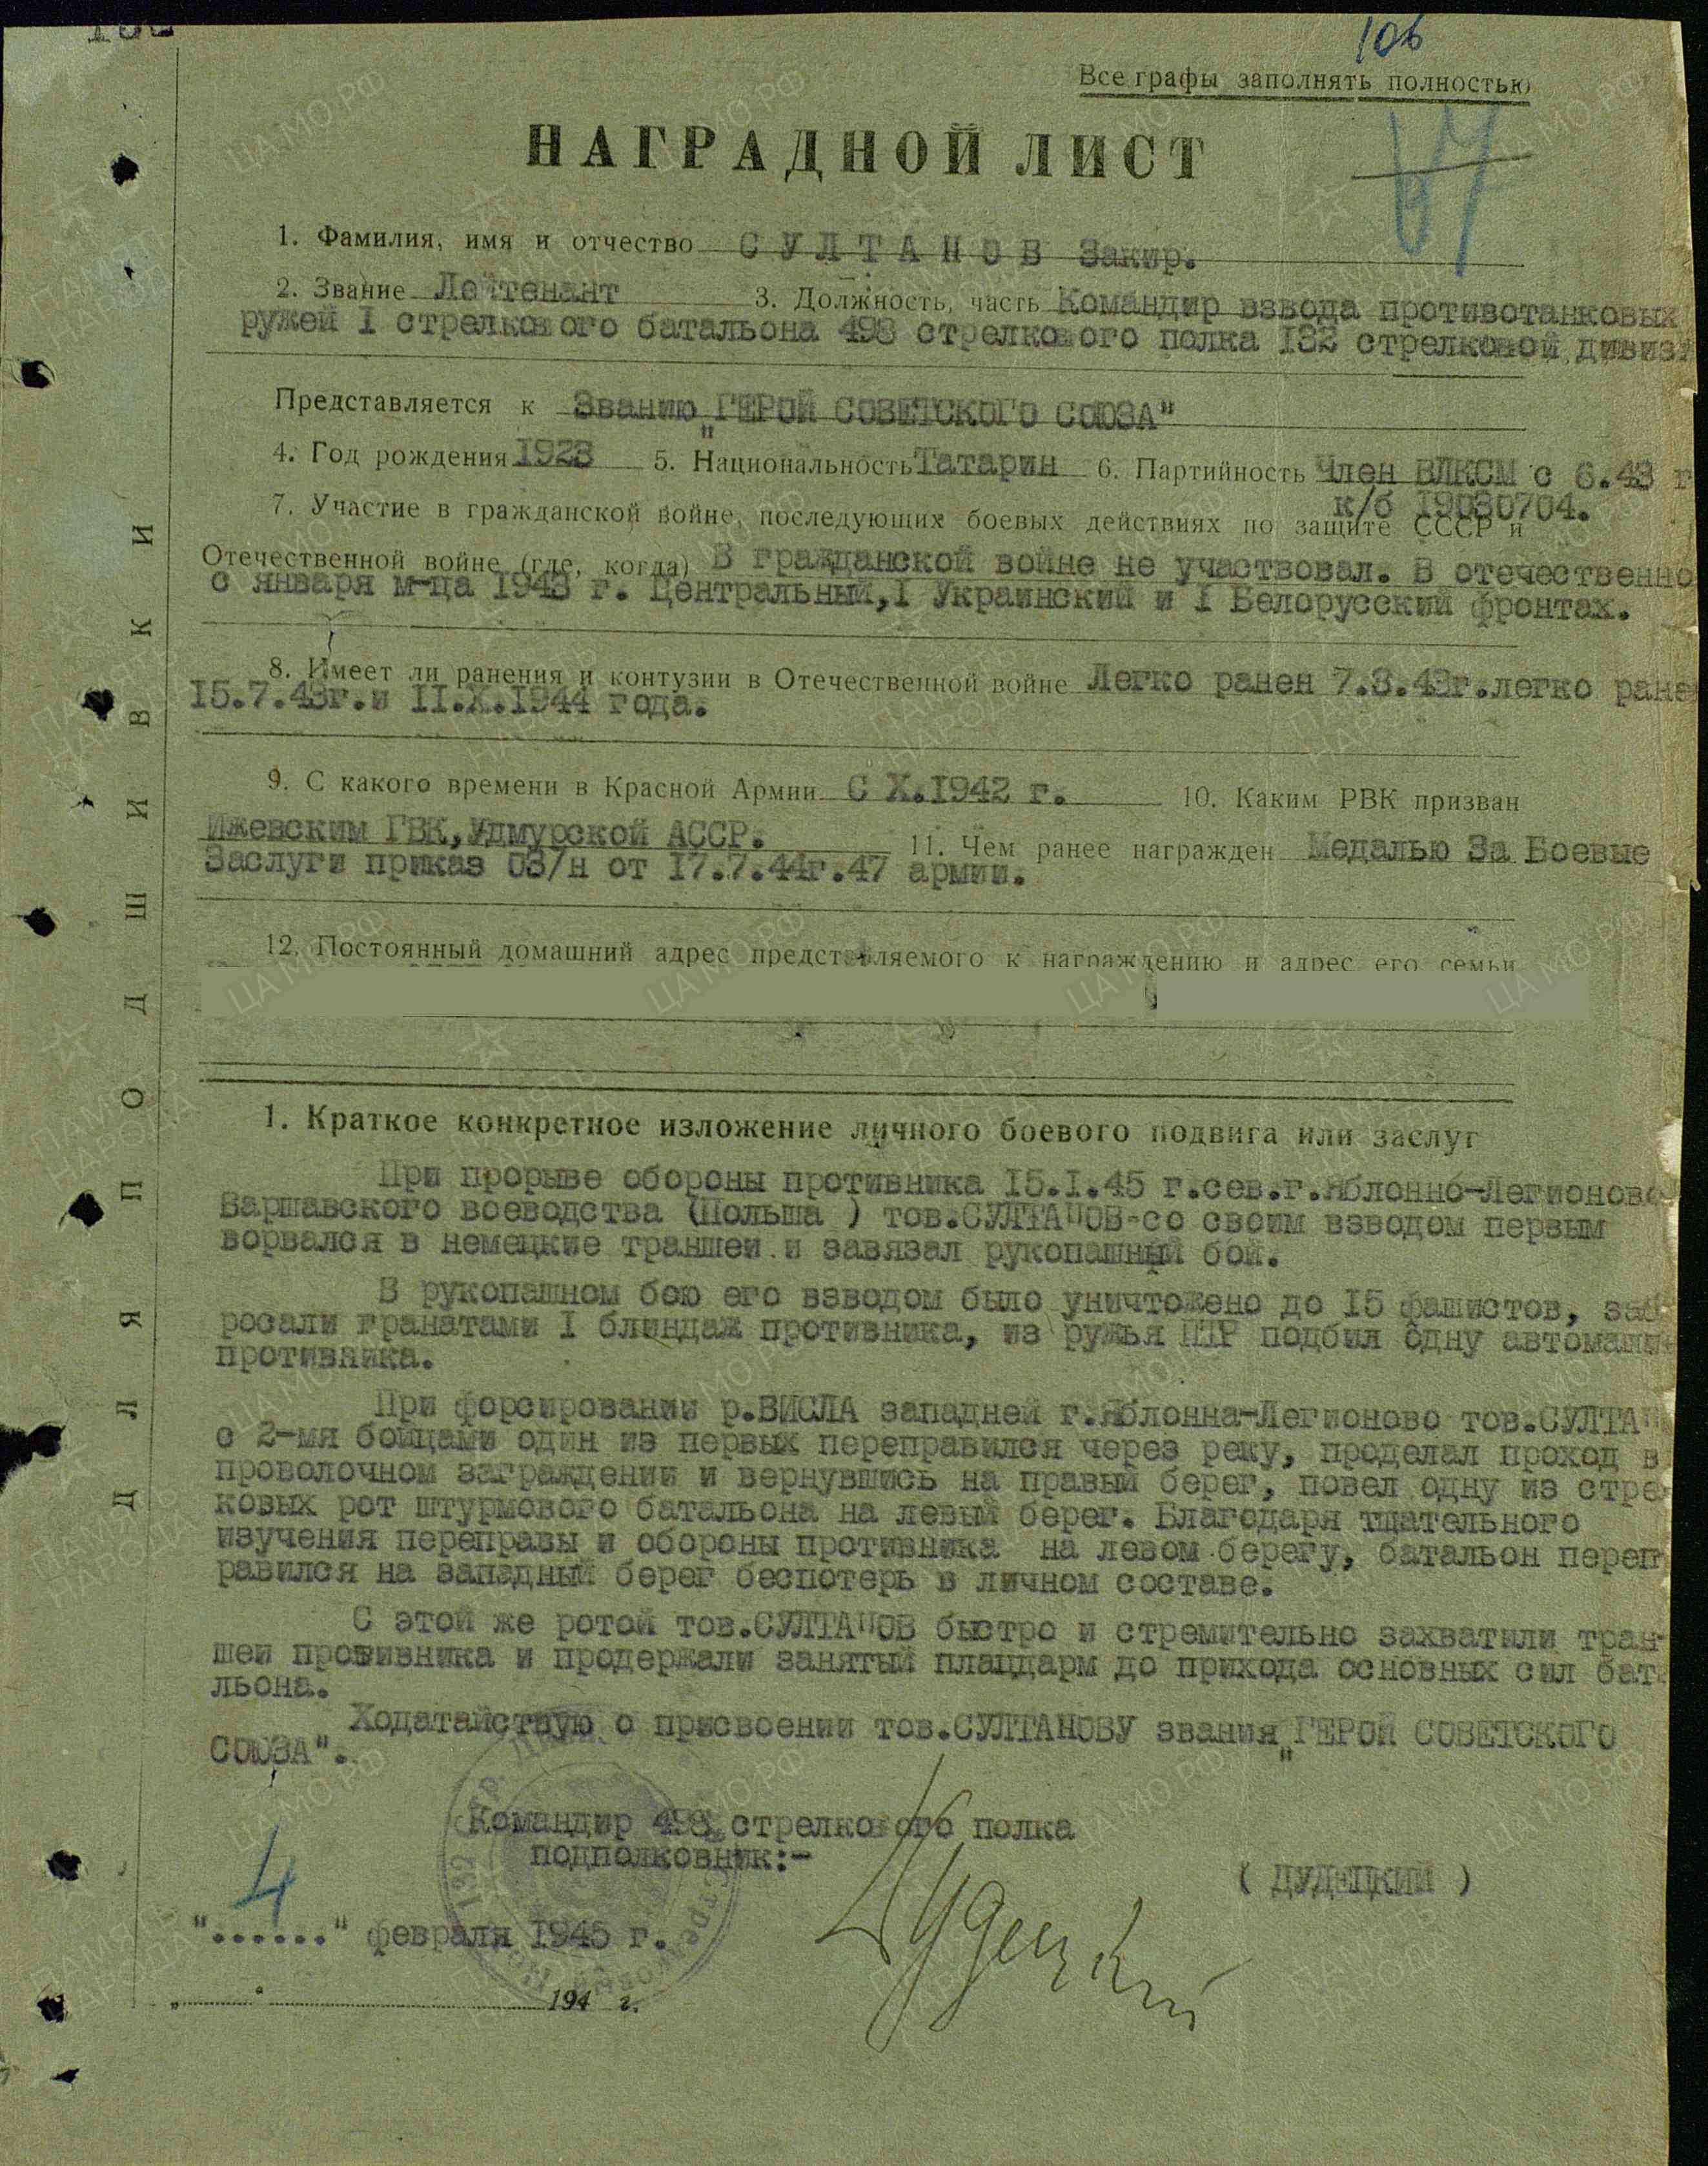 106
Все графы заполнять полностью
НАГРАДНОЙ ЛИСТ
1. Фамилия, имя и отчество СУЛТАНОВ Закир.
2. Звание Лейтенант 3. Должность, часть Командир взвода противотанковых
ружей I стрелкового батальона 498 стрелкового полка 132 стрелковой дивизи
Представляется к Званию "ГЕРОЙ СОВЕТСКОГО СОЮЗА"
4. Год рождения 1923 5. Национальность Татарин 6. Партийность Член ВЛКСМ с 6.43 г
к/б 19030704.
7. Участие в гражданской войне, последующих боевых действиях по защите СССР и
Отечественной войне (где, когда) В гражданской войне не участвовал. В отечественно
с января м-ца 1943 г. Центральный, I Украинский и I Белорусский фронтах.
8. Имеет ли ранения и контузии в Отечественной войне Легко ранен 7.3.43г. легко ране
15.7.43г. и II.X.1944 года.
9. С какого времени в Красной Армии С X.1942 г. 10. Каким РВК призван
Ижевским ГВК, Удмурской АССР. 11. Чем ранее награжден Медалью За Боевые
Заслуги приказ 03/н от 17.7.44г. 47 армии.
12. Постоянный домашний адрес представляемого к награждению и адрес его семьи
1. Краткое конкретное изложение личного боевого подвига или заслуг
При прорыве обороны противника 15.I.45 г. сев. г. Яблонно-Легионово
Варшавского воеводства (Польша ) тов. СУЛТАНОВ со своим взводом первым
ворвался в немецкие траншеи и завязал рукопашный бой.
В рукопашном бою его взводом было уничтожено до 15 фашистов, заб
росали гранатами I блиндаж противника, из ружья ПТР подбил одну автомаши
противника.
При форсировании р. ВИСЛА западней г. Яблонна-Легионово тов. СУЛТАН
с 2-мя бойцами один из первых переправился через реку, проделал проход в
проволочном заграждении и вернувшись на правый берег, повел одну из стре
ковых рот штурмового батальона на левый берег. Благодаря тщательного
изучения переправы и обороны противника на левом берегу, батальон переп
равился на западный берег беспотерь в личном составе.
С этой же ротой тов. СУЛТАНОВ быстро и стремительно захватили тран-
шеи противника и продержали занятый плацдарм до прихода основных сил бат
льона.
Ходатайствую о присвоении тов. СУЛТАНОВУ звания "ГЕРОЙ СОВЕТСКОГО
СОЮЗА".
Командир 498 стрелкового полка
подполковник:-
( ДУДЕЦКИЙ )
Дудецкий
"4" февраля 1945 г.
194 г.
ДЛЯ ПОДШИВКИ